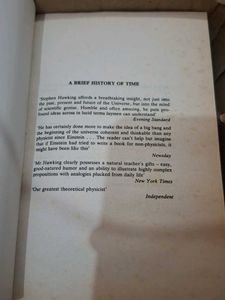 A BRIEF HISTORY OF TIME
'Stephen Hawking affords a breathtaking insight, not just into
the past, present and future of the Universe, but into the mind
of scientific genius. Humble and often amusing, he puts pro-
found ideas across in lucid terms laymen can understand'
Evening Standard
'He has certainly done more to make the idea of a big bang and
the beginning of the universe coherent and thinkable than any
physicist since Einstein . . . The reader can't help but imagine
that if Einstein had tried to write a book for non-physicists, it
might have been like this'
Newsday
'Mr Hawking clearly possesses a natural teacher's gifts – easy,
good-natured humor and an ability to illustrate highly complex
propositions with analogies plucked from daily life'
New York Times
'Our greatest theoretical physicist'
Independent